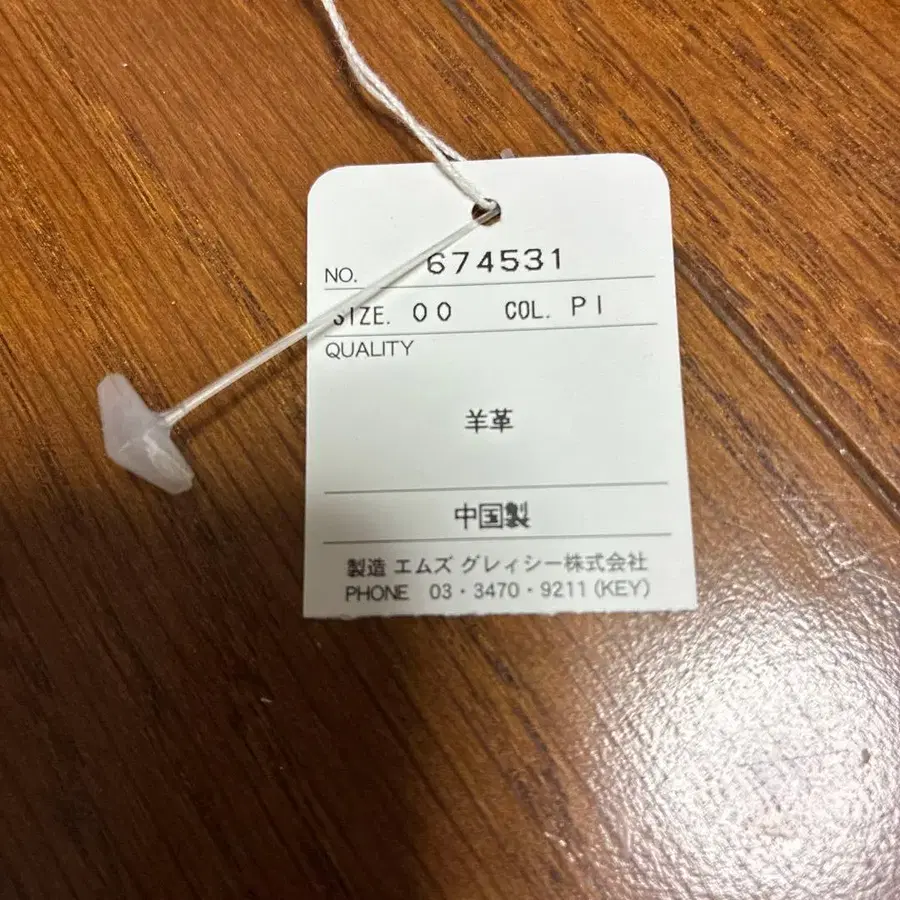 NO. 674531
SIZE. 00 COL. PI
QUALITY
羊革
中国製
製造 エムズ グレィシー株式会社
PHONE 03・3470・9211(KEY)